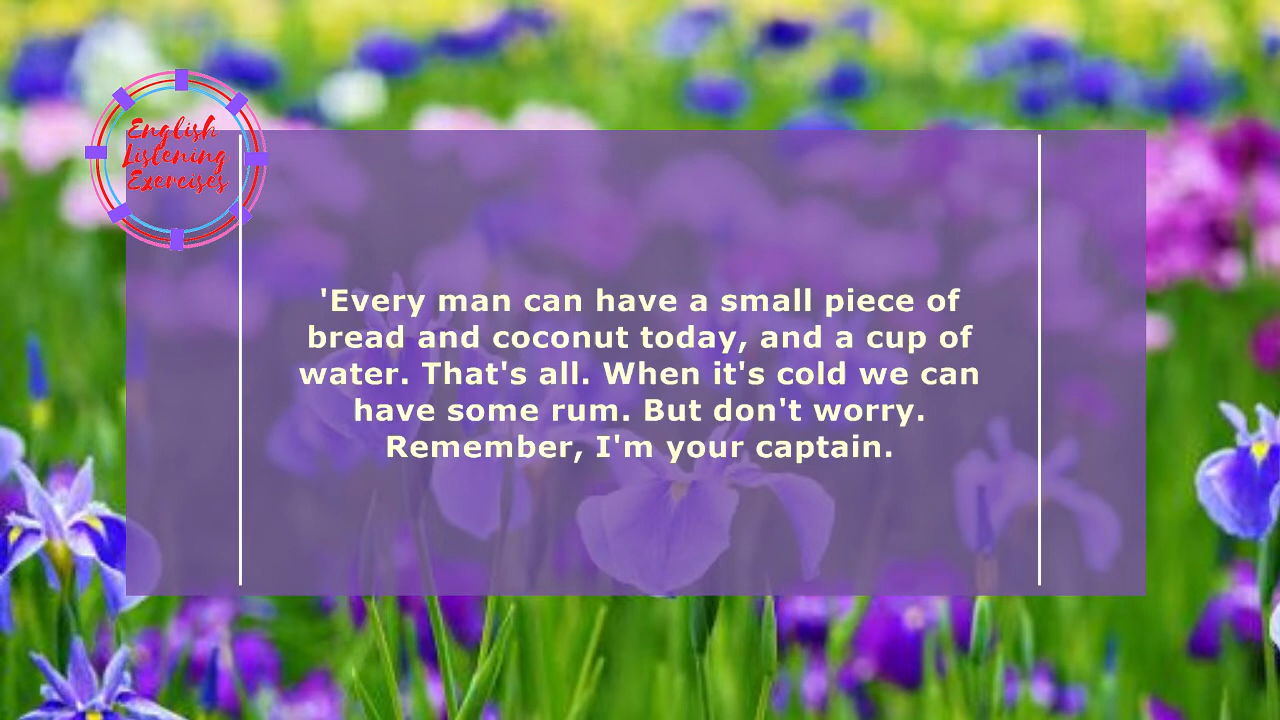 English
Listening
Exercises
'Every man can have a small piece of
bread and coconut today, and a cup of
water. That's all. When it's cold we can
have some rum. But don't worry.
Remember, I'm your captain.